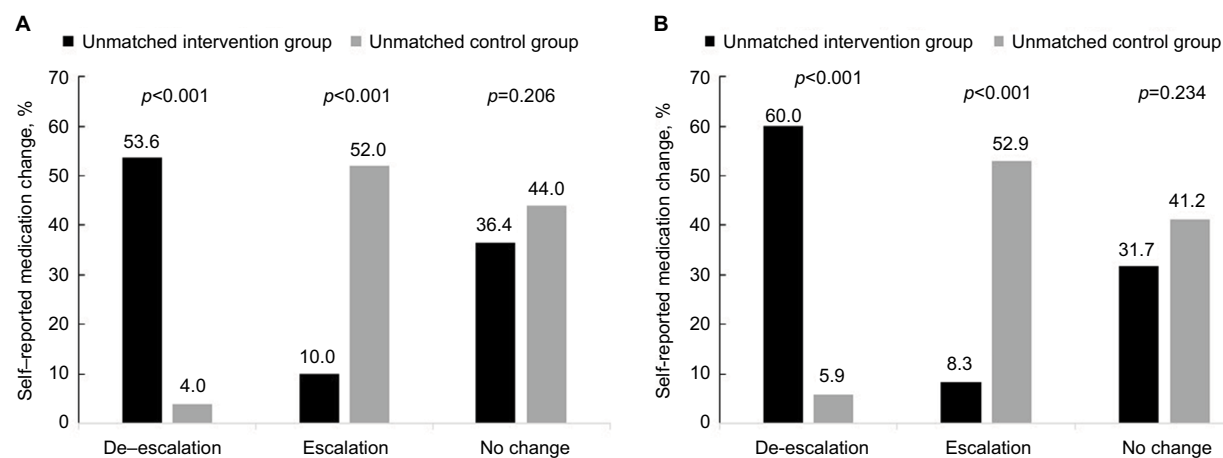 A
■ Unmatched intervention group ■ Unmatched control group
Self–reported medication change, %
70
60
50
40
30
20
10
0
p<0.001
p<0.001
p=0.206
53.6
4.0
10.0
52.0
36.4
44.0
De–escalation
Escalation
No change
B
■ Unmatched intervention group ■ Unmatched control group
Self-reported medication change, %
70
60
50
40
30
20
10
0
p<0.001
p<0.001
p=0.234
60.0
5.9
8.3
52.9
31.7
41.2
De-escalation
Escalation
No change